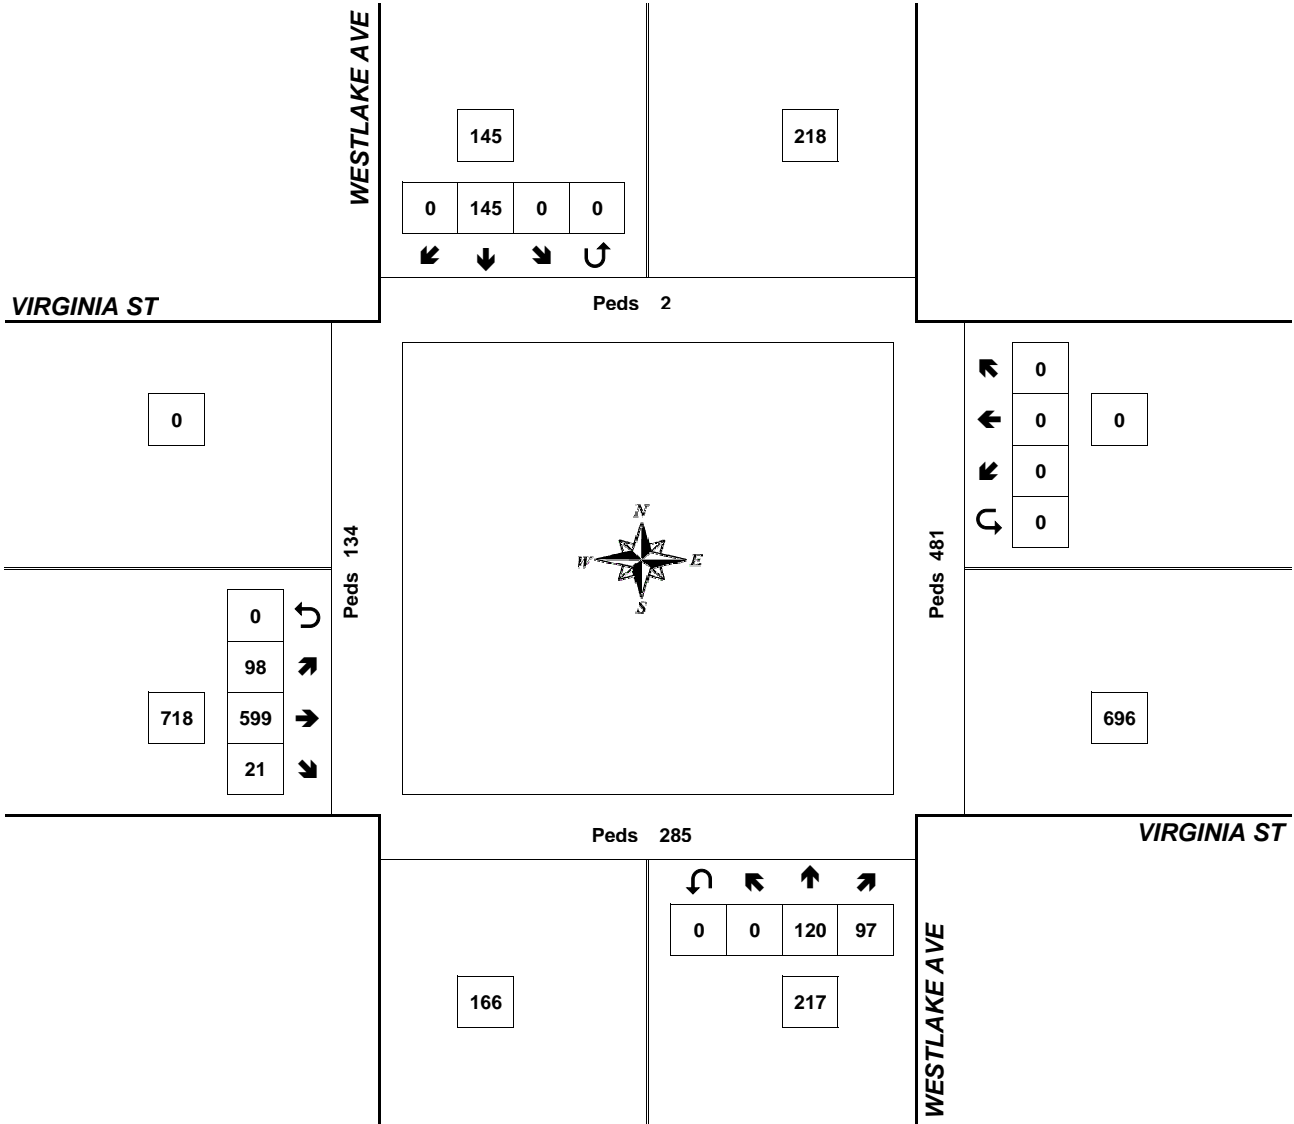 WESTLAKE AVE
145
218
0 145 0 0
VIRGINIA ST
Peds 2
0
0
0
0
0
0
N
W E
S
Peds 134
Peds 481
0
98
718 599
21
696
Peds 285
VIRGINIA ST
0 0 120 97
166
217
WESTLAKE AVE